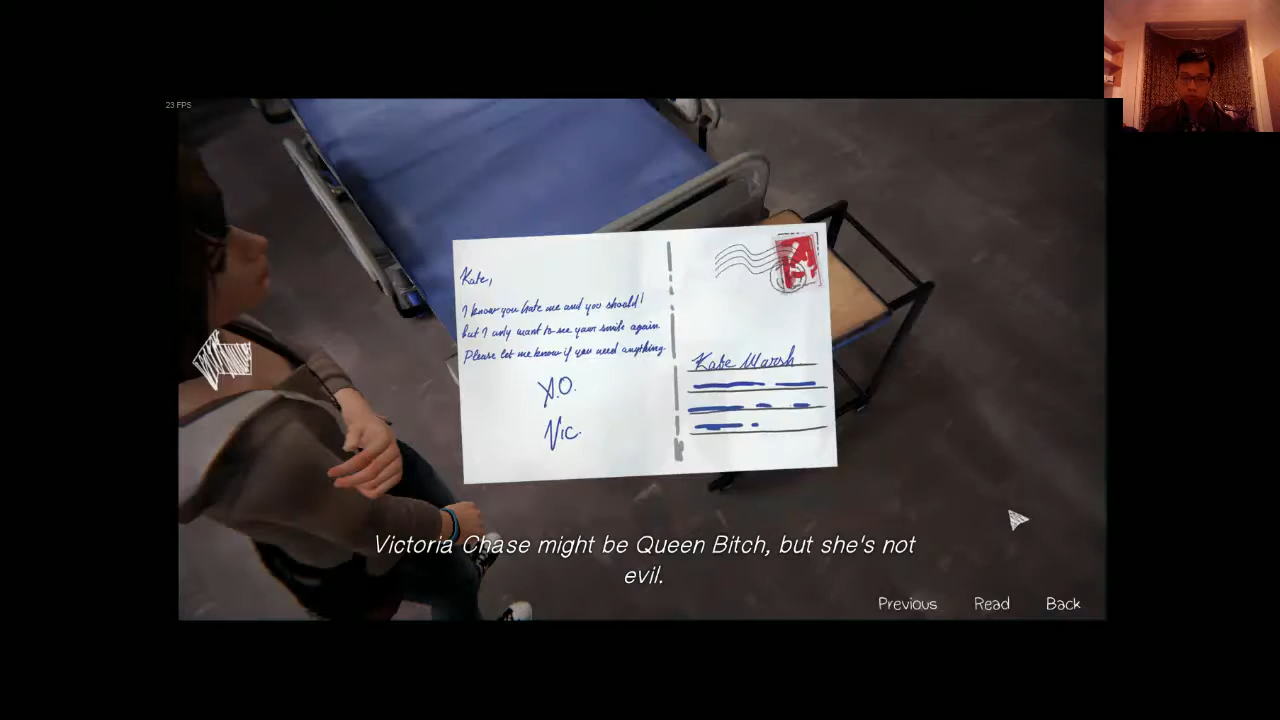 23 FPS
Kate,
I know you hate me and you should!
but I only want to see your smile again.
Please let me know if you need anything.
X.O.
Vic.
Kate Marsh
Victoria Chase might be Queen Bitch, but she's not
evil.
Previous Read Back